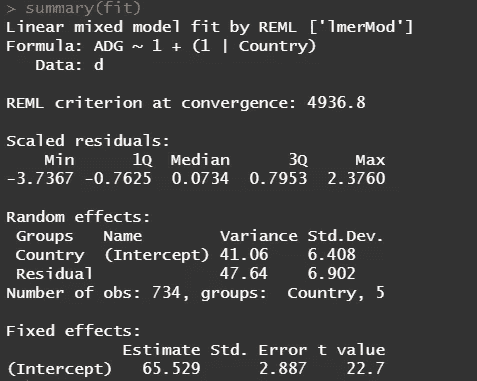 > summary(fit)
Linear mixed model fit by REML ['lmerMod']
Formula: ADG ~ 1 + (1 | Country)
   Data: d

REML criterion at convergence: 4936.8

Scaled residuals:
    Min      1Q  Median      3Q     Max
-3.7367 -0.7625  0.0734  0.7953  2.3760

Random effects:
 Groups   Name        Variance Std.Dev.
 Country  (Intercept) 41.06    6.408
 Residual             47.64    6.902
Number of obs: 734, groups:  Country, 5

Fixed effects:
            Estimate Std. Error t value
(Intercept)   65.529      2.887    22.7